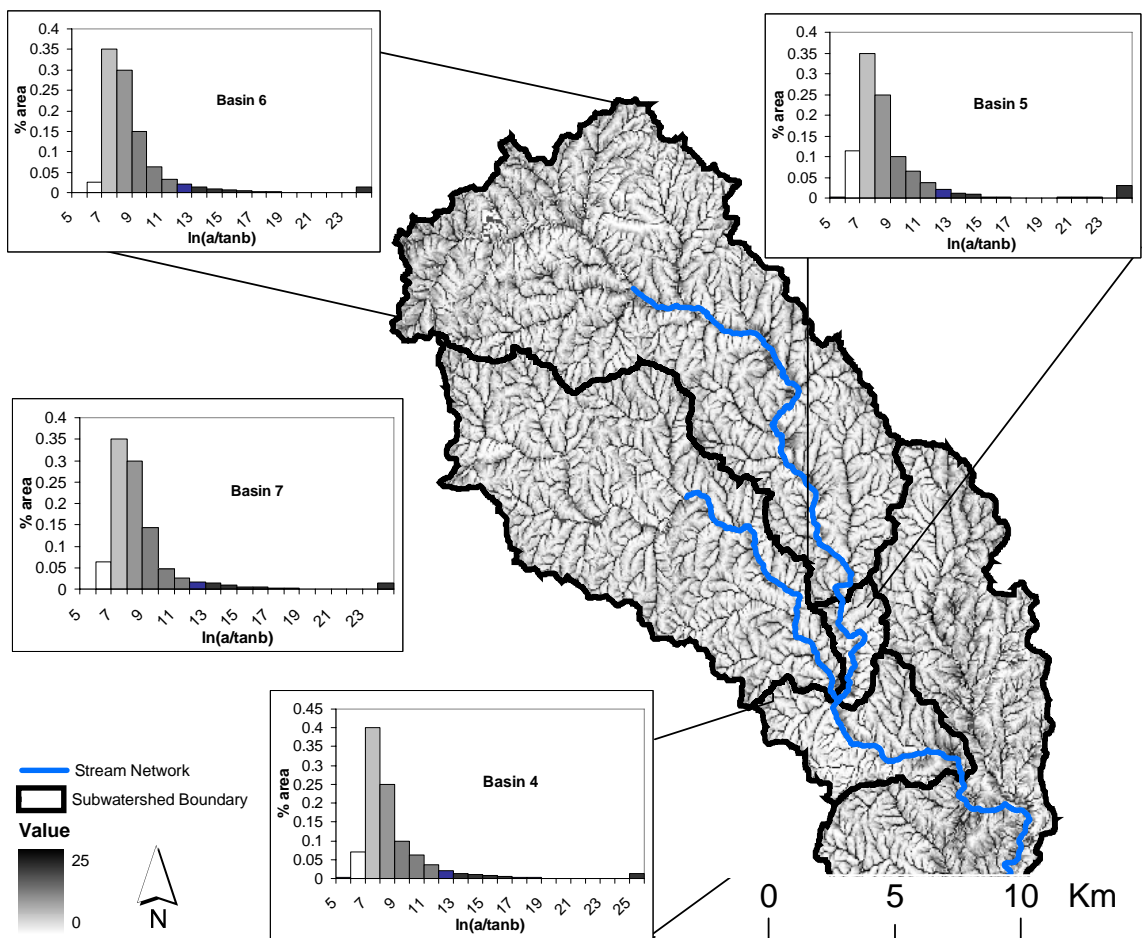 0.4
0.35
0.3
0.25
0.2
0.15
0.1
0.05
0
% area
Basin 6
5 7 9 11 13 15 17 19 21 23
ln(a/tanb)
0.4
0.35
0.3
0.25
0.2
0.15
0.1
0.05
0
% area
Basin 5
5 7 9 11 13 15 17 19 21 23
ln(a/tanb)
0.4
0.35
0.3
0.25
0.2
0.15
0.1
0.05
0
% area
Basin 7
5 7 9 11 13 15 17 19 21 23
ln(a/tanb)
0.45
0.4
0.35
0.3
0.25
0.2
0.15
0.1
0.05
0
% area
Basin 4
5 7 9 11 13 15 17 19 21 23 25
ln(a/tanb)
Stream Network
Subwatershed Boundary
Value
25
0
N
0 5 10 Km